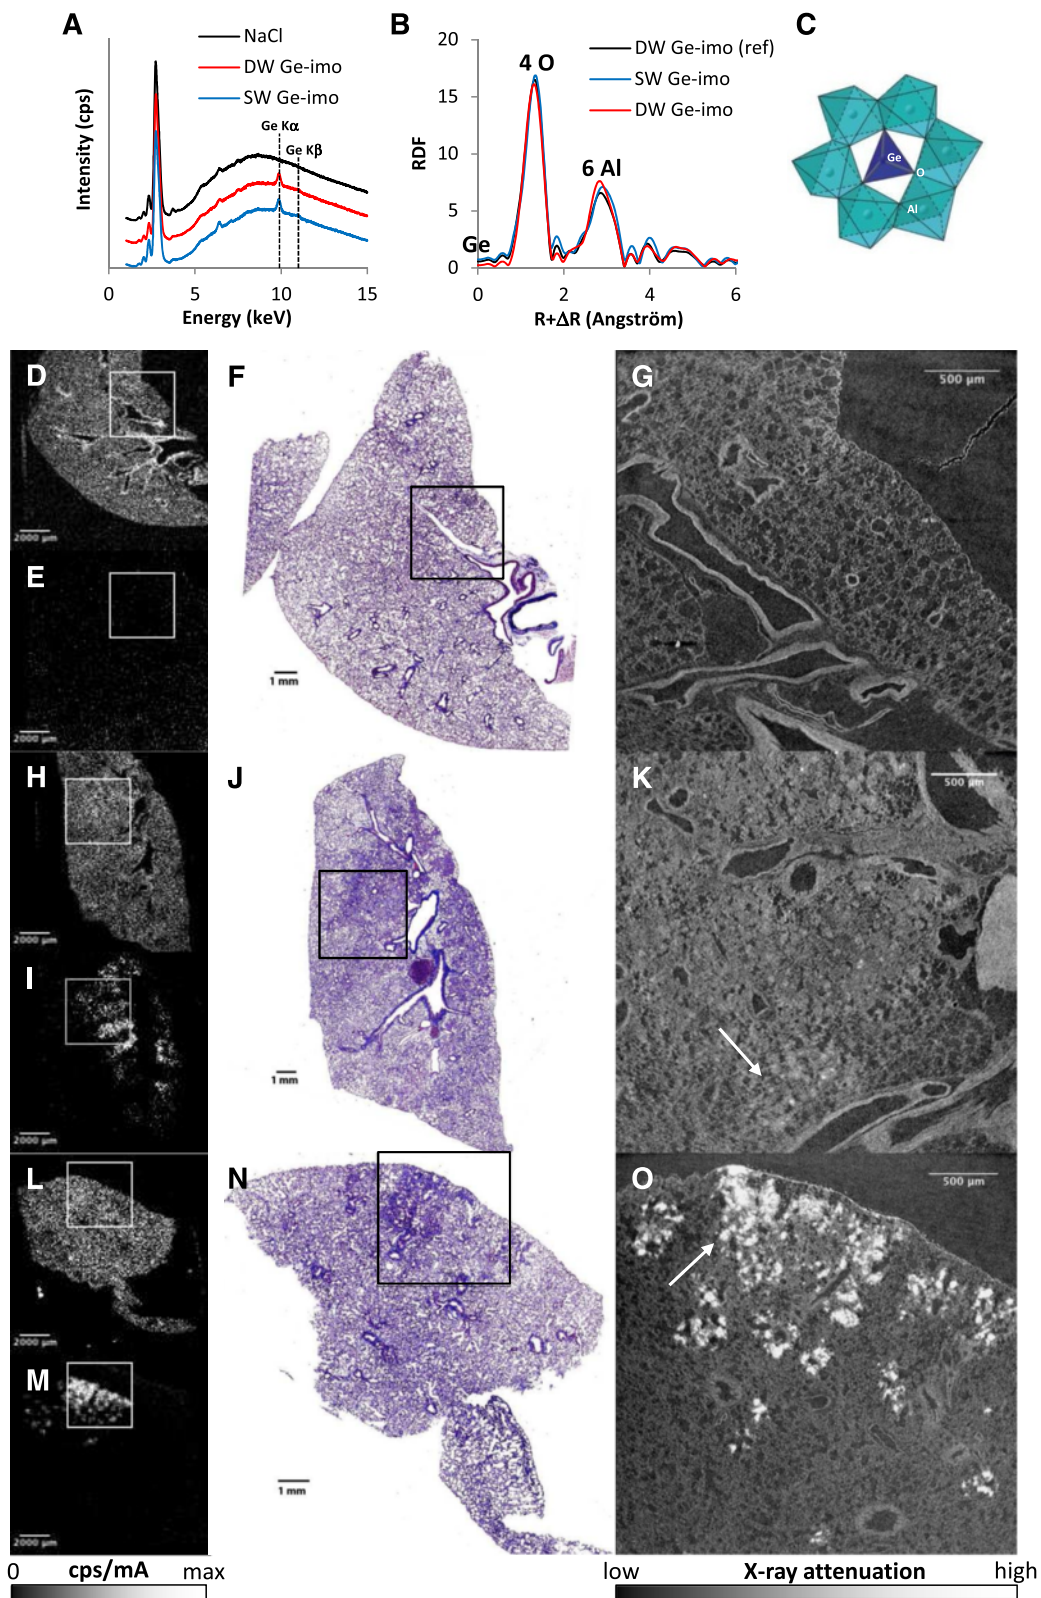 A
NaCl
DW Ge-imo
SW Ge-imo
Ge Kα
Ge Kβ
Intensity (cps)
0 5 10 15
Energy (keV)
B
DW Ge-imo (ref)
SW Ge-imo
DW Ge-imo
4 O
6 Al
Ge
RDF
20
15
10
5
0
0 2 4 6
R+ΔR (Angström)
C
Ge
O
Al
D
2000 µm
E
2000 µm
F
1 mm
G
500 µm
H
2000 µm
I
2000 µm
J
1 mm
K
500 µm
L
2000 µm
M
2000 µm
N
1 mm
O
500 µm
0 cps/mA max
low X-ray attenuation high